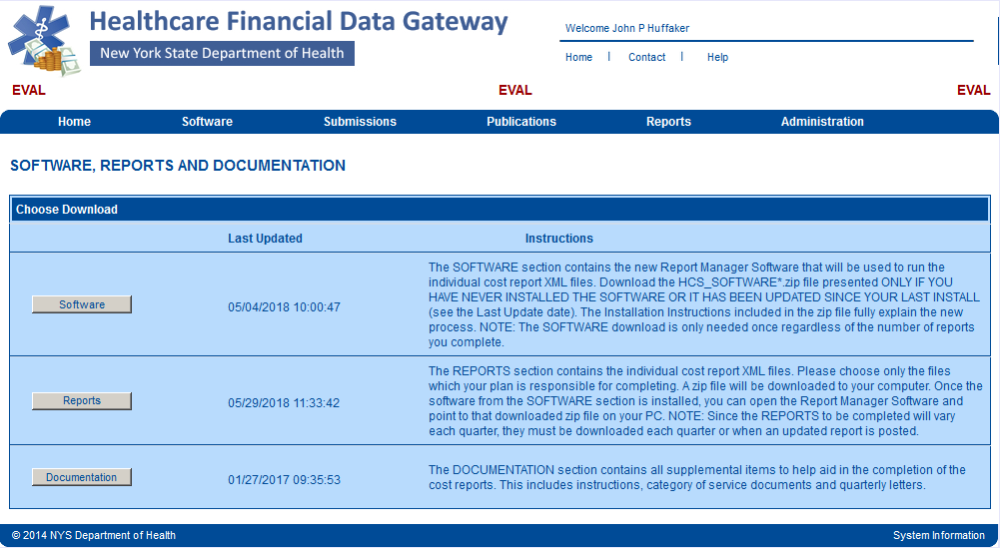 Healthcare Financial Data Gateway
New York State Department of Health
Welcome John P Huffaker
Home | Contact | Help
EVAL EVAL EVAL
Home Software Submissions Publications Reports Administration
SOFTWARE, REPORTS AND DOCUMENTATION
Choose Download
Last Updated Instructions
Software
05/04/2018 10:00:47
The SOFTWARE section contains the new Report Manager Software that will be used to run the
individual cost report XML files. Download the HCS_SOFTWARE*.zip file presented ONLY IF YOU
HAVE NEVER INSTALLED THE SOFTWARE OR IT HAS BEEN UPDATED SINCE YOUR LAST INSTALL
(see the Last Update date). The Installation Instructions included in the zip file fully explain the new
process. NOTE: The SOFTWARE download is only needed once regardless of the number of reports
you complete.
Reports
05/29/2018 11:33:42
The REPORTS section contains the individual cost report XML files. Please choose only the files
which your plan is responsible for completing. A zip file will be downloaded to your computer. Once the
software from the SOFTWARE section is installed, you can open the Report Manager Software and
point to that downloaded zip file on your PC. NOTE: Since the REPORTS to be completed will vary
each quarter, they must be downloaded each quarter or when an updated report is posted.
Documentation
01/27/2017 09:35:53
The DOCUMENTATION section contains all supplemental items to help aid in the completion of the
cost reports. This includes instructions, category of service documents and quarterly letters.
© 2014 NYS Department of Health System Information